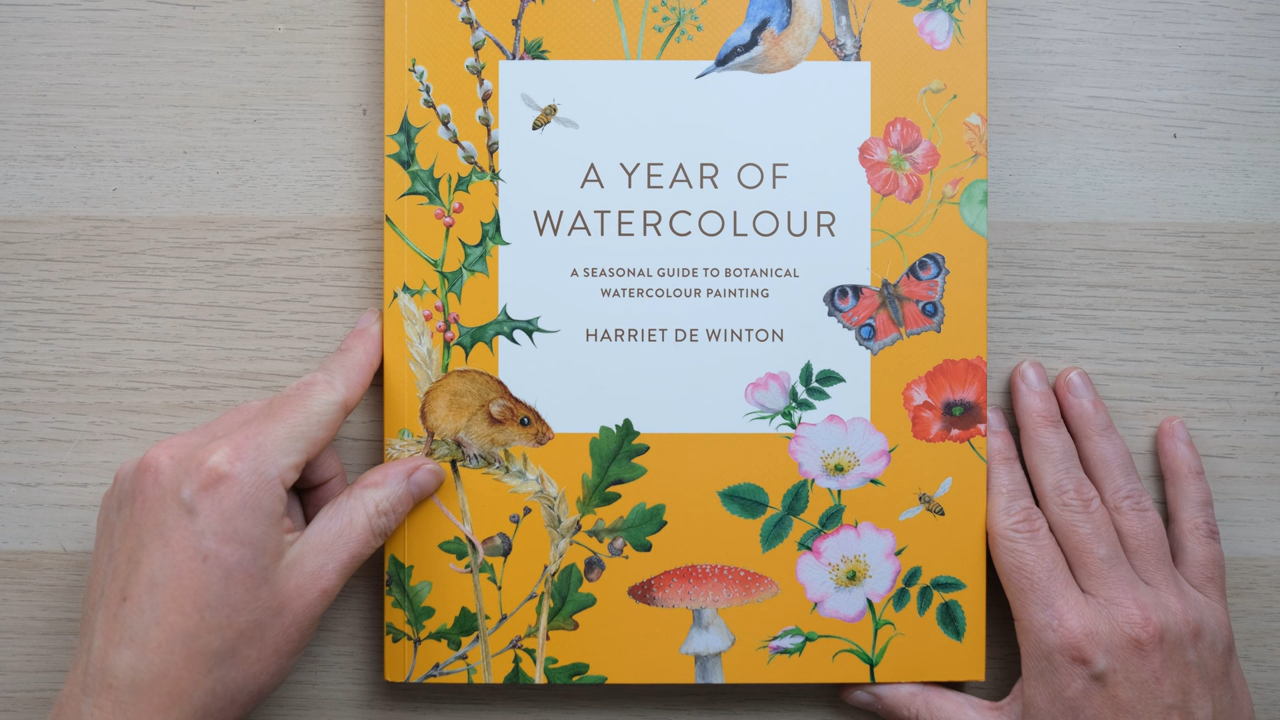 A YEAR OF
WATERCOLOUR
A SEASONAL GUIDE TO BOTANICAL
WATERCOLOUR PAINTING
HARRIET DE WINTON